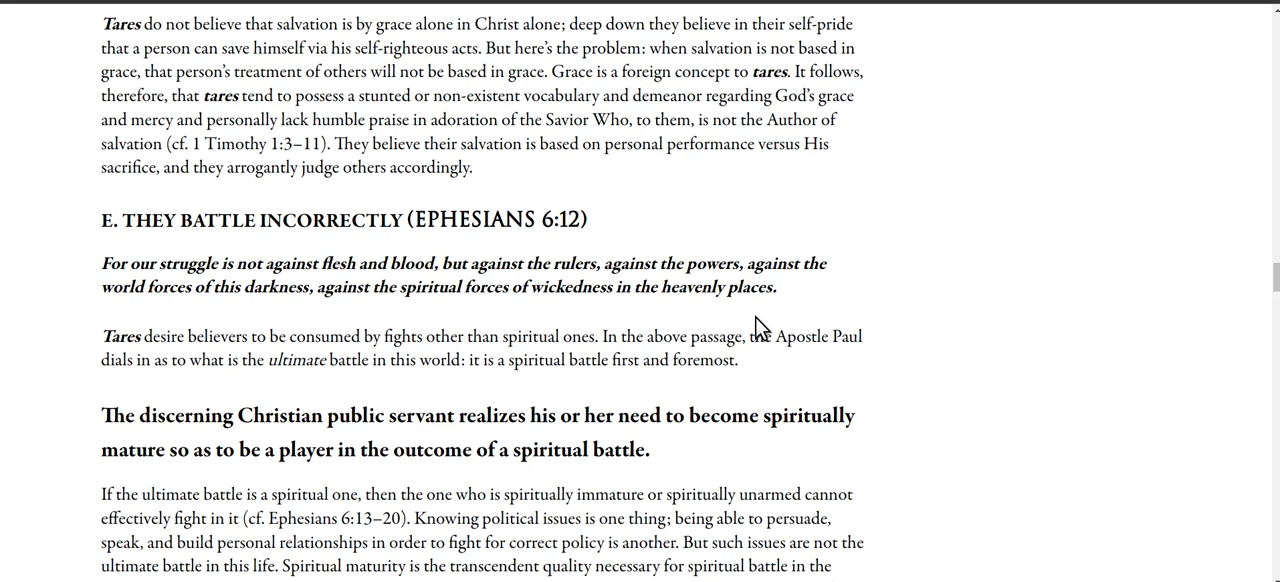 Tares do not believe that salvation is by grace alone in Christ alone; deep down they believe in their self-pride
that a person can save himself via his self-righteous acts. But here’s the problem: when salvation is not based in
grace, that person’s treatment of others will not be based in grace. Grace is a foreign concept to tares. It follows,
therefore, that tares tend to possess a stunted or non-existent vocabulary and demeanor regarding God’s grace
and mercy and personally lack humble praise in adoration of the Savior Who, to them, is not the Author of
salvation (cf. 1 Timothy 1:3–11). They believe their salvation is based on personal performance versus His
sacrifice, and they arrogantly judge others accordingly.
E. THEY BATTLE INCORRECTLY (EPHESIANS 6:12)
For our struggle is not against flesh and blood, but against the rulers, against the powers, against the
world forces of this darkness, against the spiritual forces of wickedness in the heavenly places.
Tares desire believers to be consumed by fights other than spiritual ones. In the above passage, the Apostle Paul
dials in as to what is the ultimate battle in this world: it is a spiritual battle first and foremost.
The discerning Christian public servant realizes his or her need to become spiritually
mature so as to be a player in the outcome of a spiritual battle.
If the ultimate battle is a spiritual one, then the one who is spiritually immature or spiritually unarmed cannot
effectively fight in it (cf. Ephesians 6:13–20). Knowing political issues is one thing; being able to persuade,
speak, and build personal relationships in order to fight for correct policy is another. But such issues are not the
ultimate battle in this life. Spiritual maturity is the transcendent quality necessary for spiritual battle in the